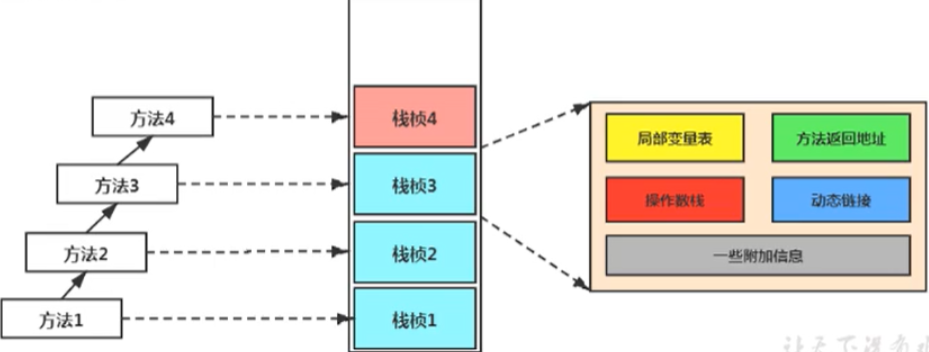 方法4
栈桢4
局部变量表
方法返回地址
方法3
栈桢3
操作数栈
动态链接
方法2
栈桢2
一些附加信息
方法1
栈桢1